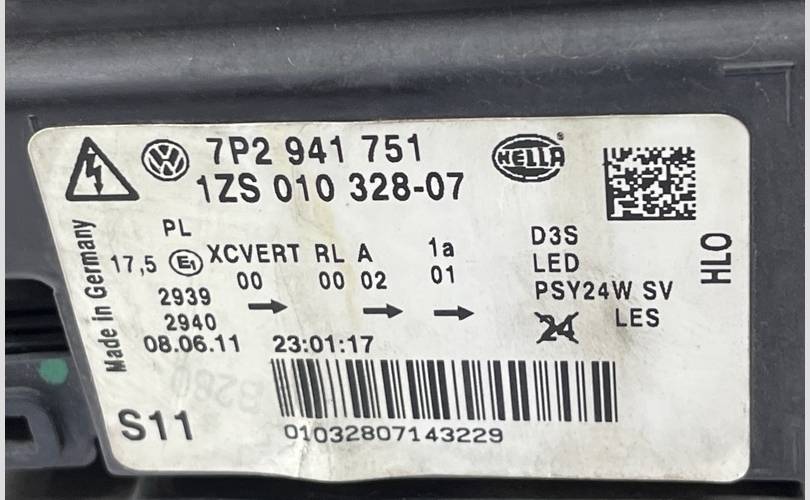 7P2 941 751
1ZS 010 328-07
HELLA
Made in Germany
PL
17,5 E1 XCVERT RL A 1a
00 00 02 01
2939
2940
08.06.11 23:01:17
D3S
LED
PSY24W SV
24 LES
HLO
S11
01032807143229